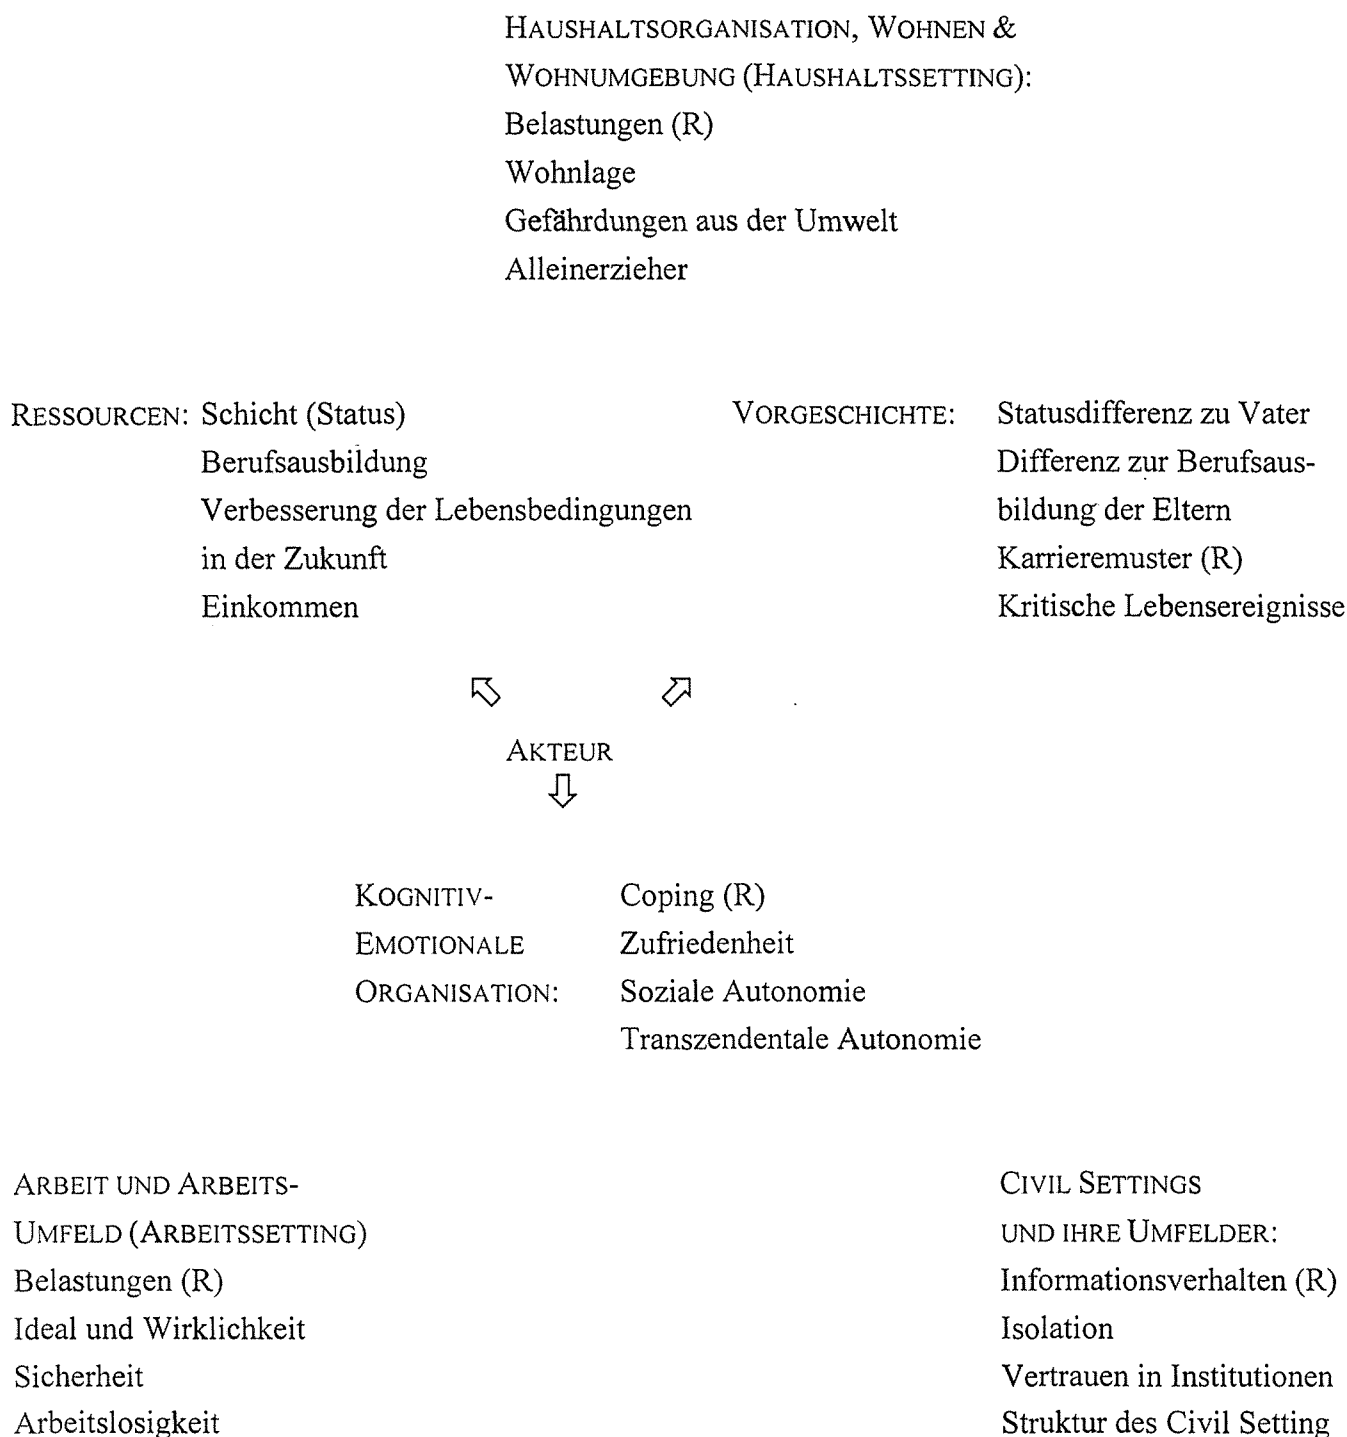 HAUSHALTSORGANISATION, WOHNEN &
WOHNUMGEBUNG (HAUSHALTSSETTING):
Belastungen (R)
Wohnlage
Gefährdungen aus der Umwelt
Alleinerzieher
RESSOURCEN: Schicht (Status)
Berufsausbildung
Verbesserung der Lebensbedingungen
in der Zukunft
Einkommen
VORGESCHICHTE: Statusdifferenz zu Vater
Differenz zur Berufsaus-
bildung der Eltern
Karrieremuster (R)
Kritische Lebensereignisse
AKTEUR
KOGNITIV- Coping (R)
EMOTIONALE Zufriedenheit
ORGANISATION: Soziale Autonomie
Transzendentale Autonomie
ARBEIT UND ARBEITS-
UMFELD (ARBEITSSETTING)
Belastungen (R)
Ideal und Wirklichkeit
Sicherheit
Arbeitslosigkeit
CIVIL SETTINGS
UND IHRE UMFELDER:
Informationsverhalten (R)
Isolation
Vertrauen in Institutionen
Struktur des Civil Setting